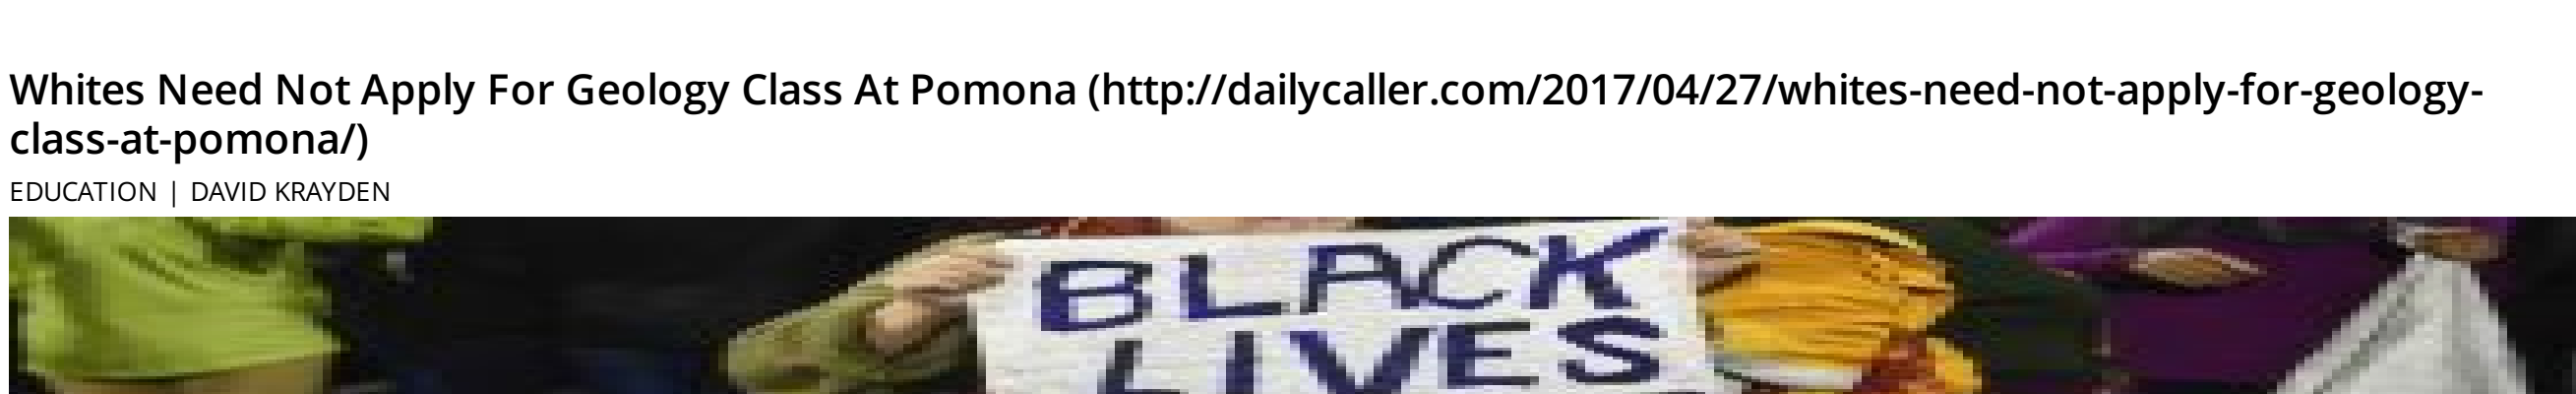 Whites Need Not Apply For Geology Class At Pomona (http://dailycaller.com/2017/04/27/whites-need-not-apply-for-geology-
class-at-pomona/)
EDUCATION | DAVID KRAYDEN
BLACK
LIVES